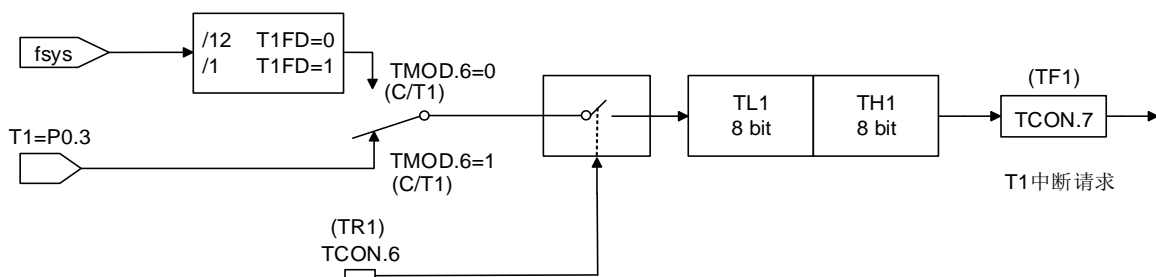 fsys
/12 T1FD=0
/1 T1FD=1
TMOD.6=0
(C/T1)
T1=P0.3
TMOD.6=1
(C/T1)
(TR1)
TCON.6
TL1
8 bit
TH1
8 bit
(TF1)
TCON.7
T1中断请求